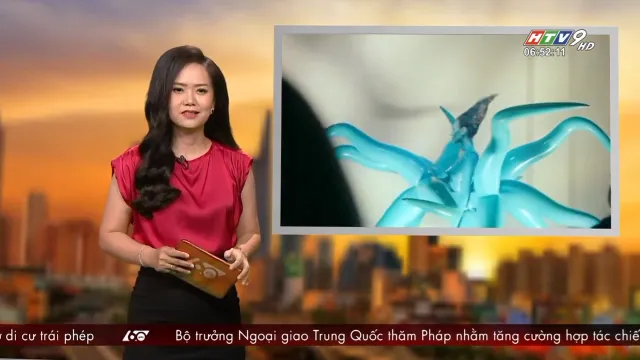 HTV9 HD
06:52:11
di cư trái phép 60 Bộ trưởng Ngoại giao Trung Quốc thăm Pháp nhằm tăng cường hợp tác chiế